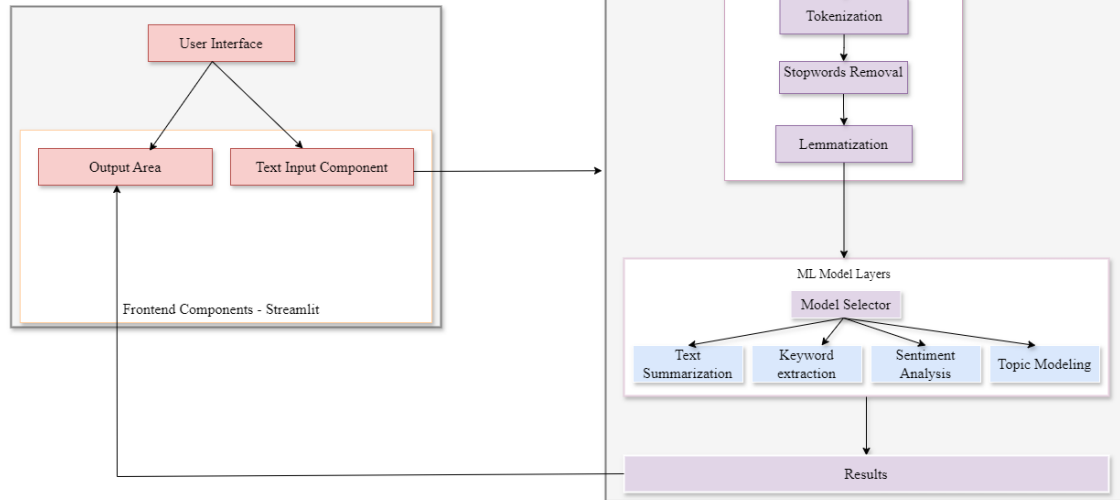 User Interface
Output Area
Text Input Component
Frontend Components - Streamlit
Tokenization
Stopwords Removal
Lemmatization
ML Model Layers
Model Selector
Text
Summarization
Keyword
extraction
Sentiment
Analysis
Topic Modeling
Results